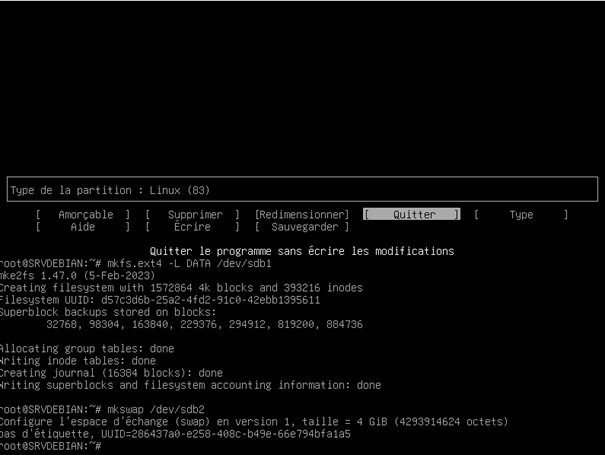 Type de la partition : Linux (83)
[ Amorçable ] [ Supprimer ] [Redimensionner] [ Quitter ] [ Type ]
[ Aide ] [ Écrire ] [ Sauvegarder ]
Quitter le programme sans écrire les modifications
root@SRVDEBIAN:~# mkfs.ext4 -L DATA /dev/sdb1
mke2fs 1.47.0 (5-Feb-2023)
Creating filesystem with 1572864 4k blocks and 393216 inodes
Filesystem UUID: d57c3d6b-25a2-4fd2-91c0-42ebb1395611
Superblock backups stored on blocks:
32768, 98304, 163840, 229376, 294912, 819200, 884736
Allocating group tables: done
Writing inode tables: done
Creating journal (16384 blocks): done
Writing superblocks and filesystem accounting information: done
root@SRVDEBIAN:~# mkswap /dev/sdb2
Configure l'espace d'échange (swap) en version 1, taille = 4 GiB (4293914624 octets)
pas d'étiquette, UUID=286437a0-e258-408c-b49e-66e794bfa1a5
root@SRVDEBIAN:~#